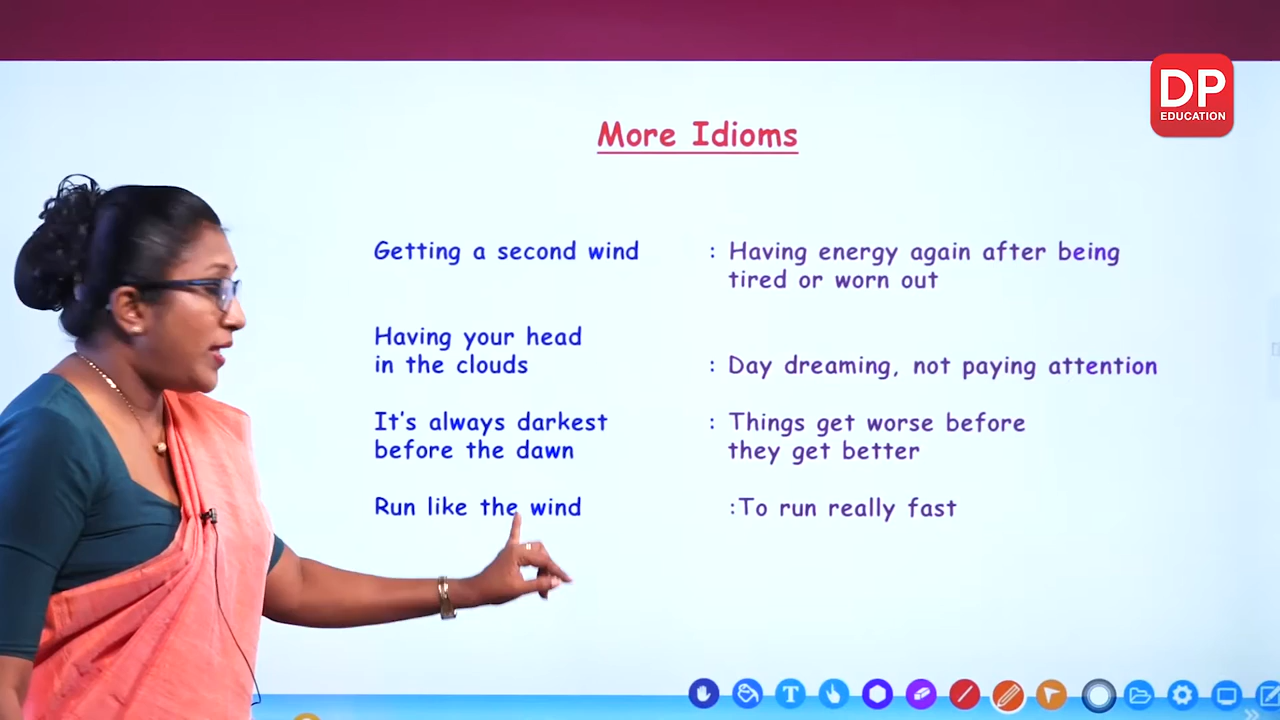 DP
EDUCATION
More Idioms
Getting a second wind : Having energy again after being
tired or worn out
Having your head
in the clouds : Day dreaming, not paying attention
It's always darkest : Things get worse before
before the dawn they get better
Run like the wind :To run really fast
T